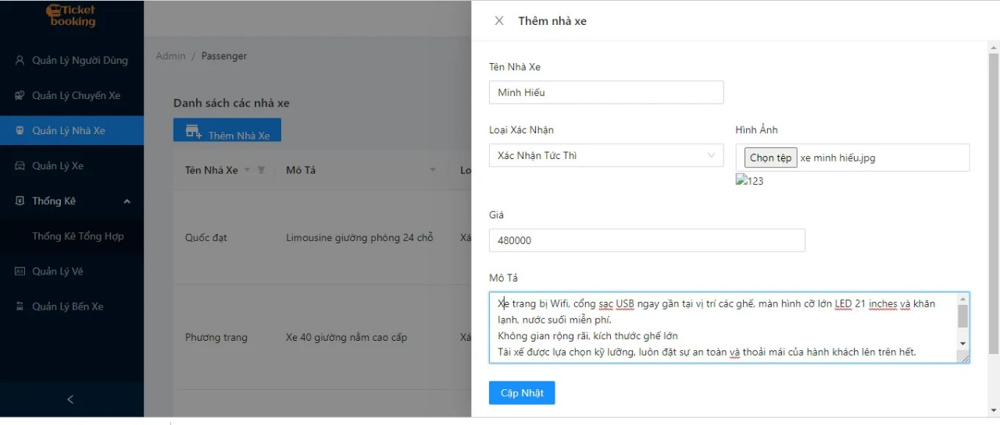 Ticket
booking
Quản Lý Người Dùng
Quản Lý Chuyến Xe
Quản Lý Nhà Xe
Quản Lý Xe
Thống Kê
Thống Kê Tổng Hợp
Quản Lý Vé
Quản Lý Bến Xe
Admin / Passenger
Danh sách các nhà xe
Thêm Nhà Xe
Tên Nhà Xe Mô Tả Lo
Quốc đạt Limousine giường phòng 24 chỗ Xá
Phương trang Xe 40 giường nằm cao cấp Xá
Thêm nhà xe
Tên Nhà Xe
Minh Hiếu
Loại Xác Nhận
Xác Nhận Tức Thì
Hình Ảnh
Chọn tệp xe minh hiếu.jpg
123
Giá
480000
Mô Tả
Xe trang bị Wifi, cổng sạc USB ngay gần tại vị trí các ghế, màn hình cỡ lớn LED 21 inches và khăn
lạnh, nước suối miễn phí.
Không gian rộng rãi, kích thước ghế lớn
Tài xế được lựa chọn kỹ lưỡng, luôn đặt sự an toàn và thoải mái của hành khách lên trên hết.
Cập Nhật